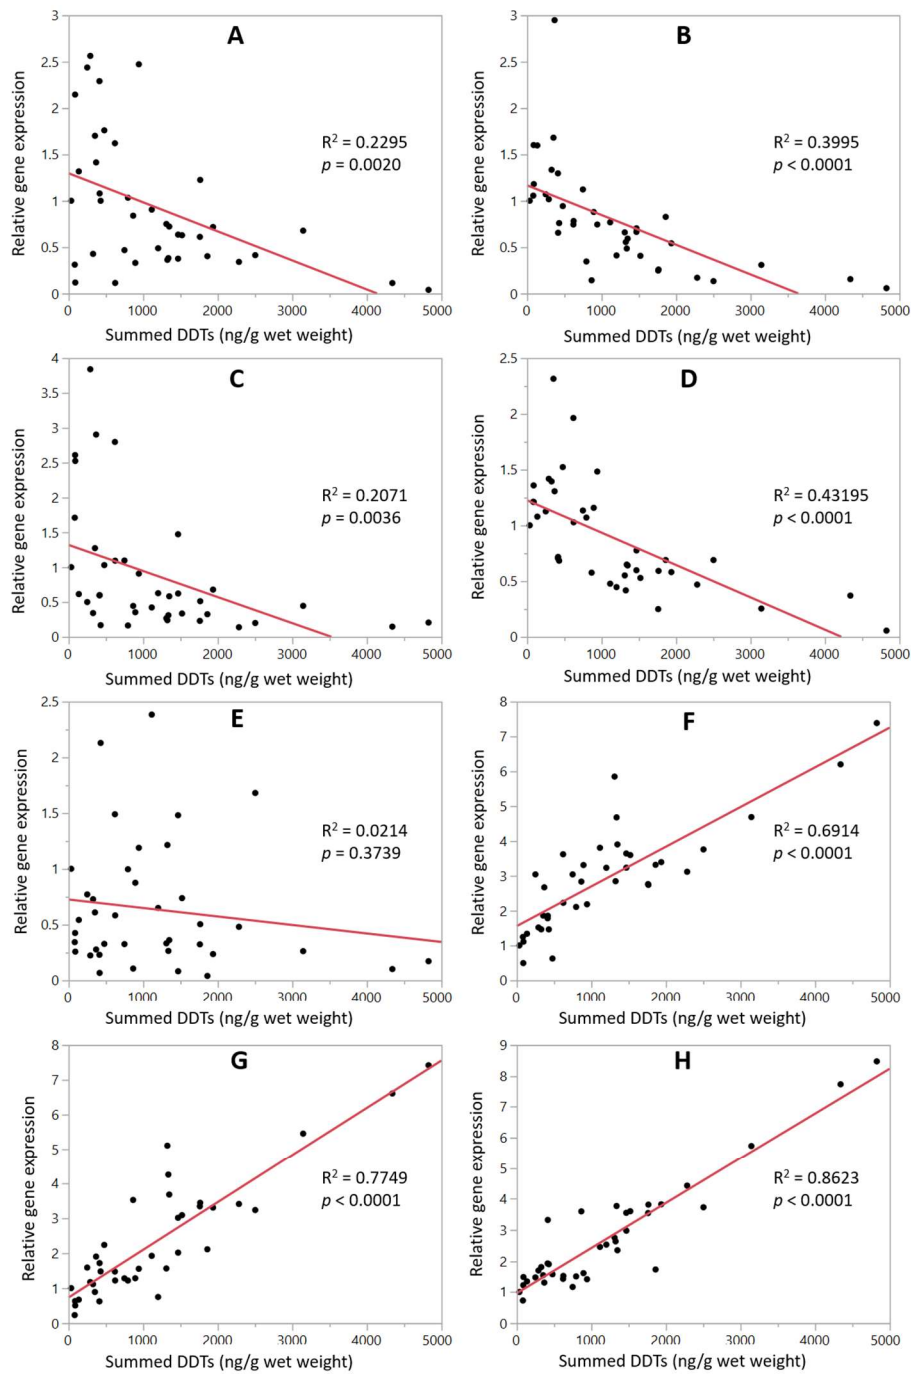 A
Relative gene expression
3
2.5
2
1.5
1
0.5
0
R² = 0.2295
p = 0.0020
0 1000 2000 3000 4000 5000
Summed DDTs (ng/g wet weight)
B
Relative gene expression
3
2.5
2
1.5
1
0.5
0
R² = 0.3995
p < 0.0001
0 1000 2000 3000 4000 5000
Summed DDTs (ng/g wet weight)
C
Relative gene expression
4
3.5
3
2.5
2
1.5
1
0.5
0
R² = 0.2071
p = 0.0036
0 1000 2000 3000 4000 5000
Summed DDTs (ng/g wet weight)
D
Relative gene expression
2.5
2
1.5
1
0.5
0
R² = 0.43195
p < 0.0001
0 1000 2000 3000 4000 5000
Summed DDTs (ng/g wet weight)
E
Relative gene expression
2.5
2
1.5
1
0.5
0
R² = 0.0214
p = 0.3739
0 1000 2000 3000 4000 5000
Summed DDTs (ng/g wet weight)
F
Relative gene expression
8
7
6
5
4
3
2
1
0
R² = 0.6914
p < 0.0001
0 1000 2000 3000 4000 5000
Summed DDTs (ng/g wet weight)
G
Relative gene expression
8
7
6
5
4
3
2
1
0
R² = 0.7749
p < 0.0001
0 1000 2000 3000 4000 5000
Summed DDTs (ng/g wet weight)
H
Relative gene expression
9
8
7
6
5
4
3
2
1
0
R² = 0.8623
p < 0.0001
0 1000 2000 3000 4000 5000
Summed DDTs (ng/g wet weight)